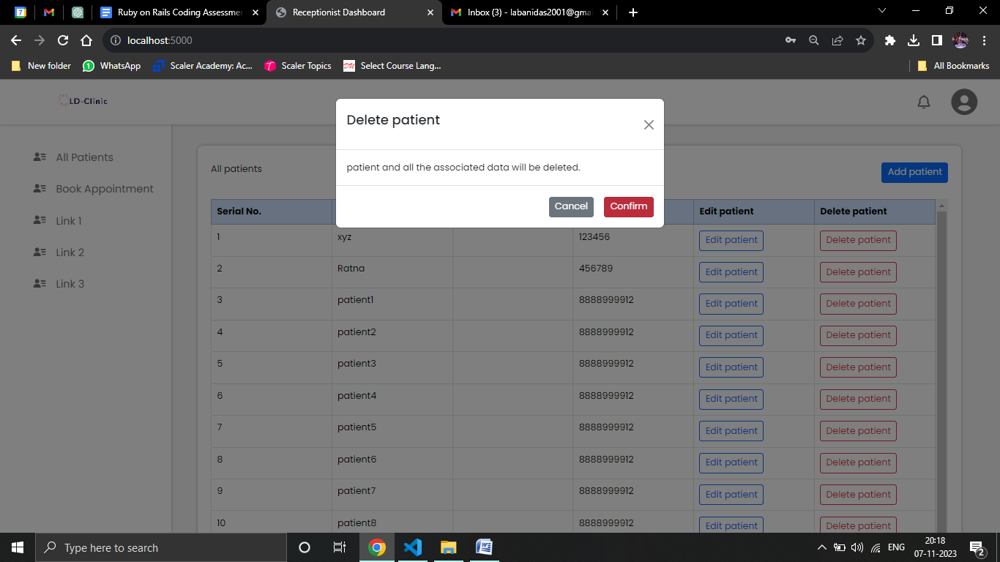 Ruby on Rails Coding Assessmen
Receptionist Dashboard
Inbox (3) - labanidas2001@gma
localhost:5000
New folder
WhatsApp
Scaler Academy: Ac...
Scaler Topics
Select Course Lang...
All Bookmarks
LD-Clinic
Delete patient
patient and all the associated data will be deleted.
Cancel Confirm
All Patients
Book Appointment
Link 1
Link 2
Link 3
All patients
Add patient
Serial No. Edit patient Delete patient
1 xyz 123456 Edit patient Delete patient
2 Ratna 456789 Edit patient Delete patient
3 patient1 8888999912 Edit patient Delete patient
4 patient2 8888999912 Edit patient Delete patient
5 patient3 8888999912 Edit patient Delete patient
6 patient4 8888999912 Edit patient Delete patient
7 patient5 8888999912 Edit patient Delete patient
8 patient6 8888999912 Edit patient Delete patient
9 patient7 8888999912 Edit patient Delete patient
10 patient8 8888999912 Edit patient Delete patient
Type here to search
ENG
20:18
07-11-2023
2